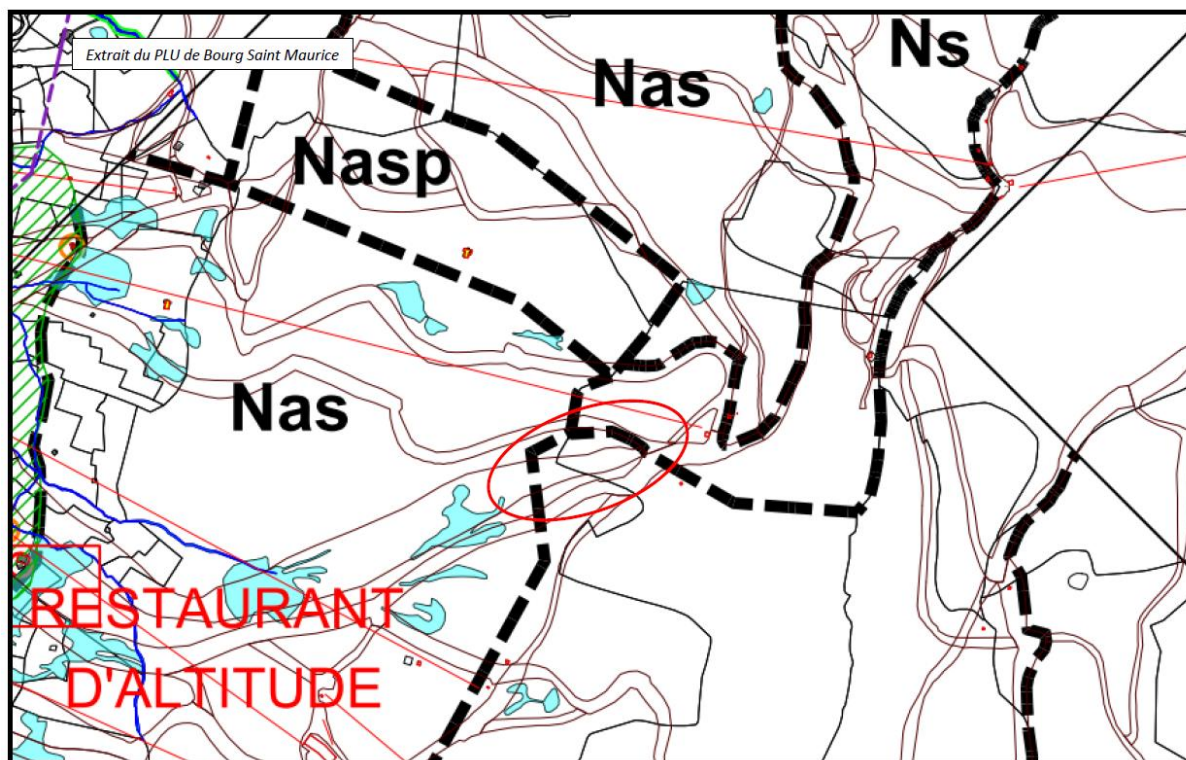 Extrait du PLU de Bourg Saint Maurice
Ns
Nas
Nasp
Nas
RESTAURANT
D'ALTITUDE